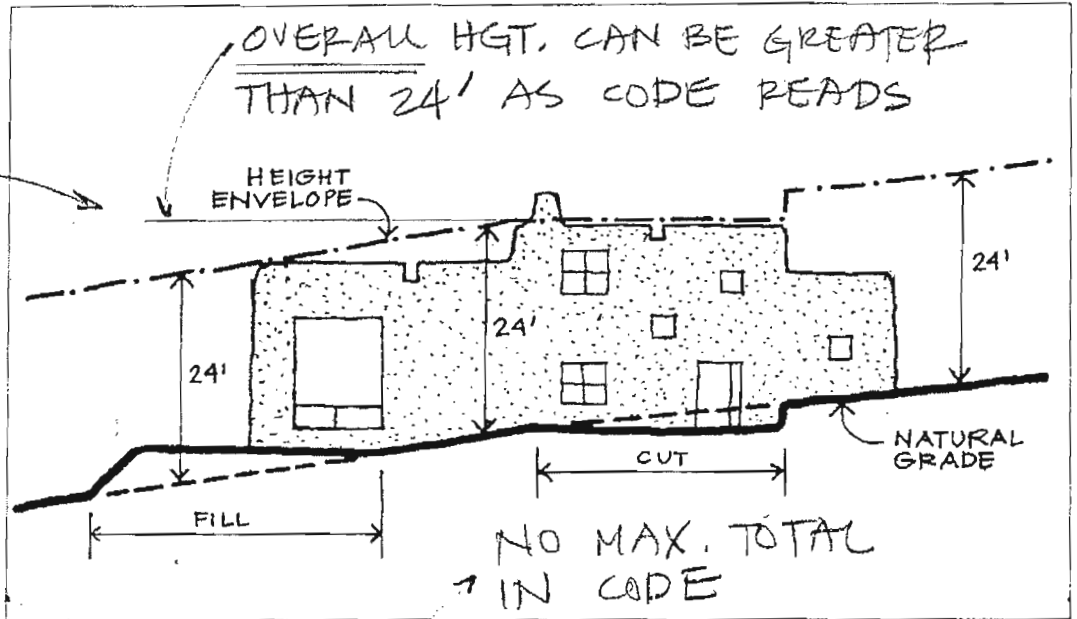 OVERALL HGT. CAN BE GREATER
THAN 24' AS CODE READS
HEIGHT
ENVELOPE
24'
24'
24'
NATURAL
GRADE
CUT
FILL
NO MAX. TOTAL
IN CODE